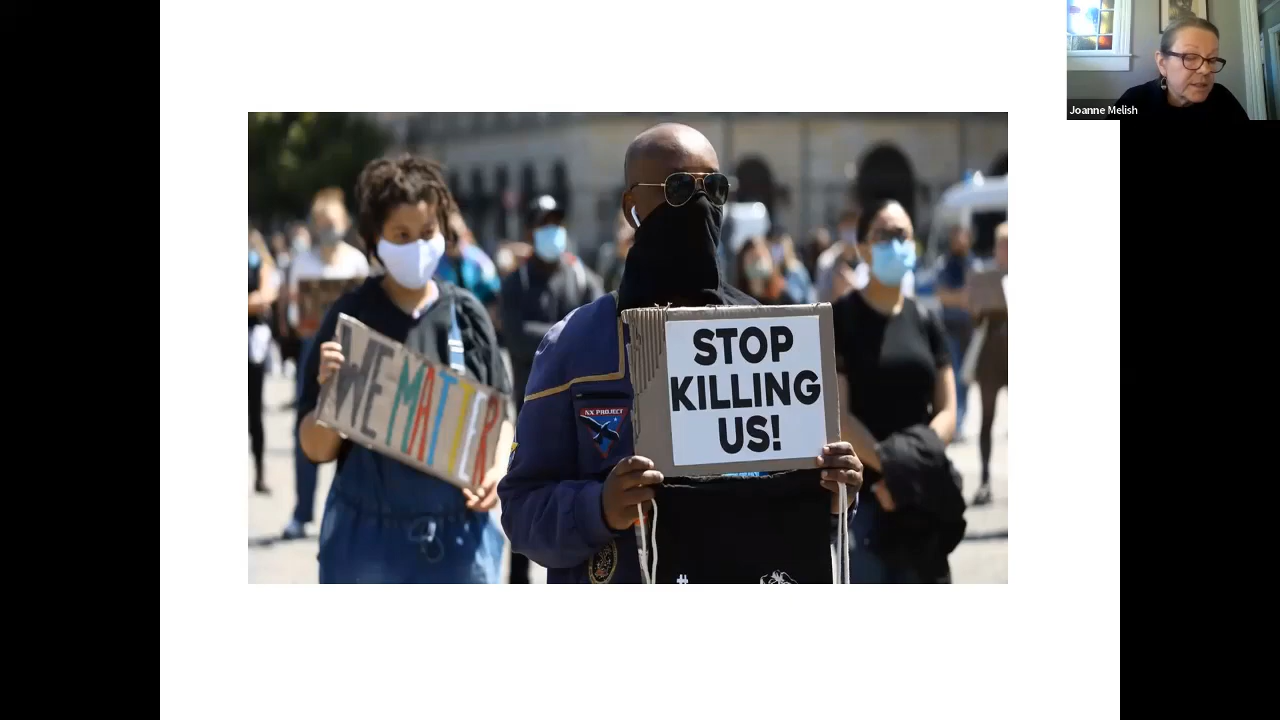 Joanne Melish
WE MATTER
NX PROJECT
STOP
KILLING
US!
#